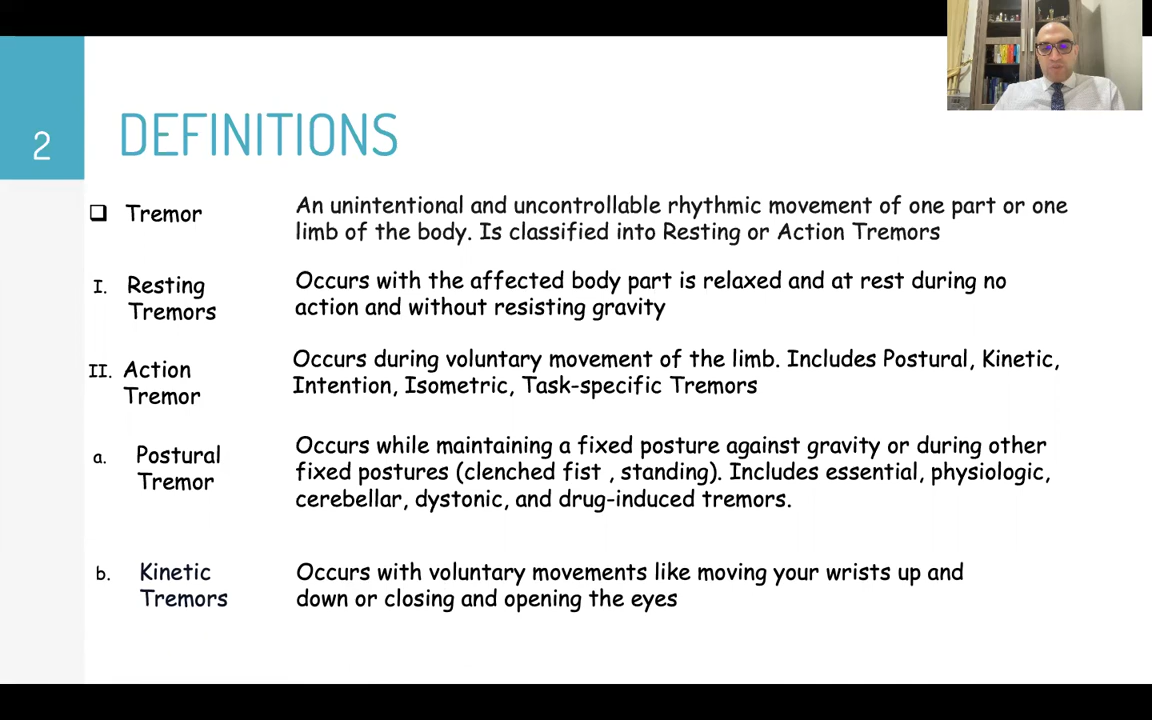 2
DEFINITIONS
❑ Tremor
An unintentional and uncontrollable rhythmic movement of one part or one
limb of the body. Is classified into Resting or Action Tremors
I. Resting
Tremors
Occurs with the affected body part is relaxed and at rest during no
action and without resisting gravity
II. Action
Tremor
Occurs during voluntary movement of the limb. Includes Postural, Kinetic,
Intention, Isometric, Task-specific Tremors
a. Postural
Tremor
Occurs while maintaining a fixed posture against gravity or during other
fixed postures (clenched fist , standing). Includes essential, physiologic,
cerebellar, dystonic, and drug-induced tremors.
b. Kinetic
Tremors
Occurs with voluntary movements like moving your wrists up and
down or closing and opening the eyes